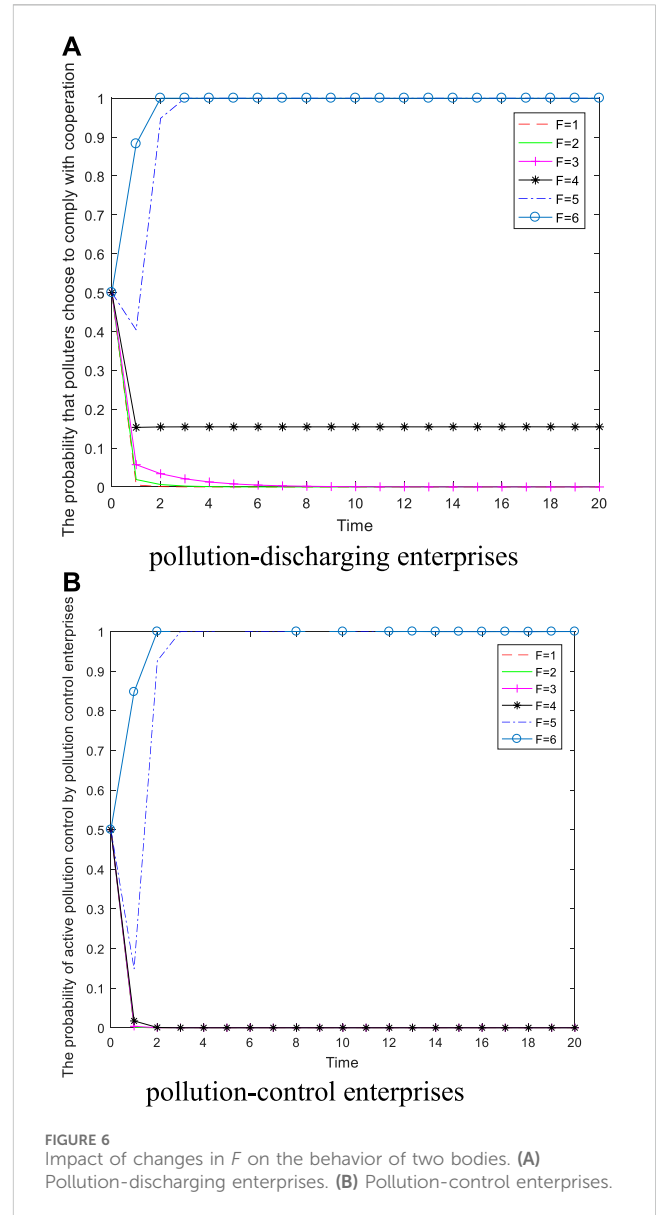 A
The probability that polluters choose to comply with cooperation
1
0.9
0.8
0.7
0.6
0.5
0.4
0.3
0.2
0.1
0
F=1
F=2
F=3
F=4
F=5
F=6
0 2 4 6 8 10 12 14 16 18 20
Time
pollution-discharging enterprises
B
The probability of active pollution control by pollution control enterprises
1
0.9
0.8
0.7
0.6
0.5
0.4
0.3
0.2
0.1
0
F=1
F=2
F=3
F=4
F=5
F=6
0 2 4 6 8 10 12 14 16 18 20
Time
pollution-control enterprises
FIGURE 6
Impact of changes in F on the behavior of two bodies. (A)
Pollution-discharging enterprises. (B) Pollution-control enterprises.